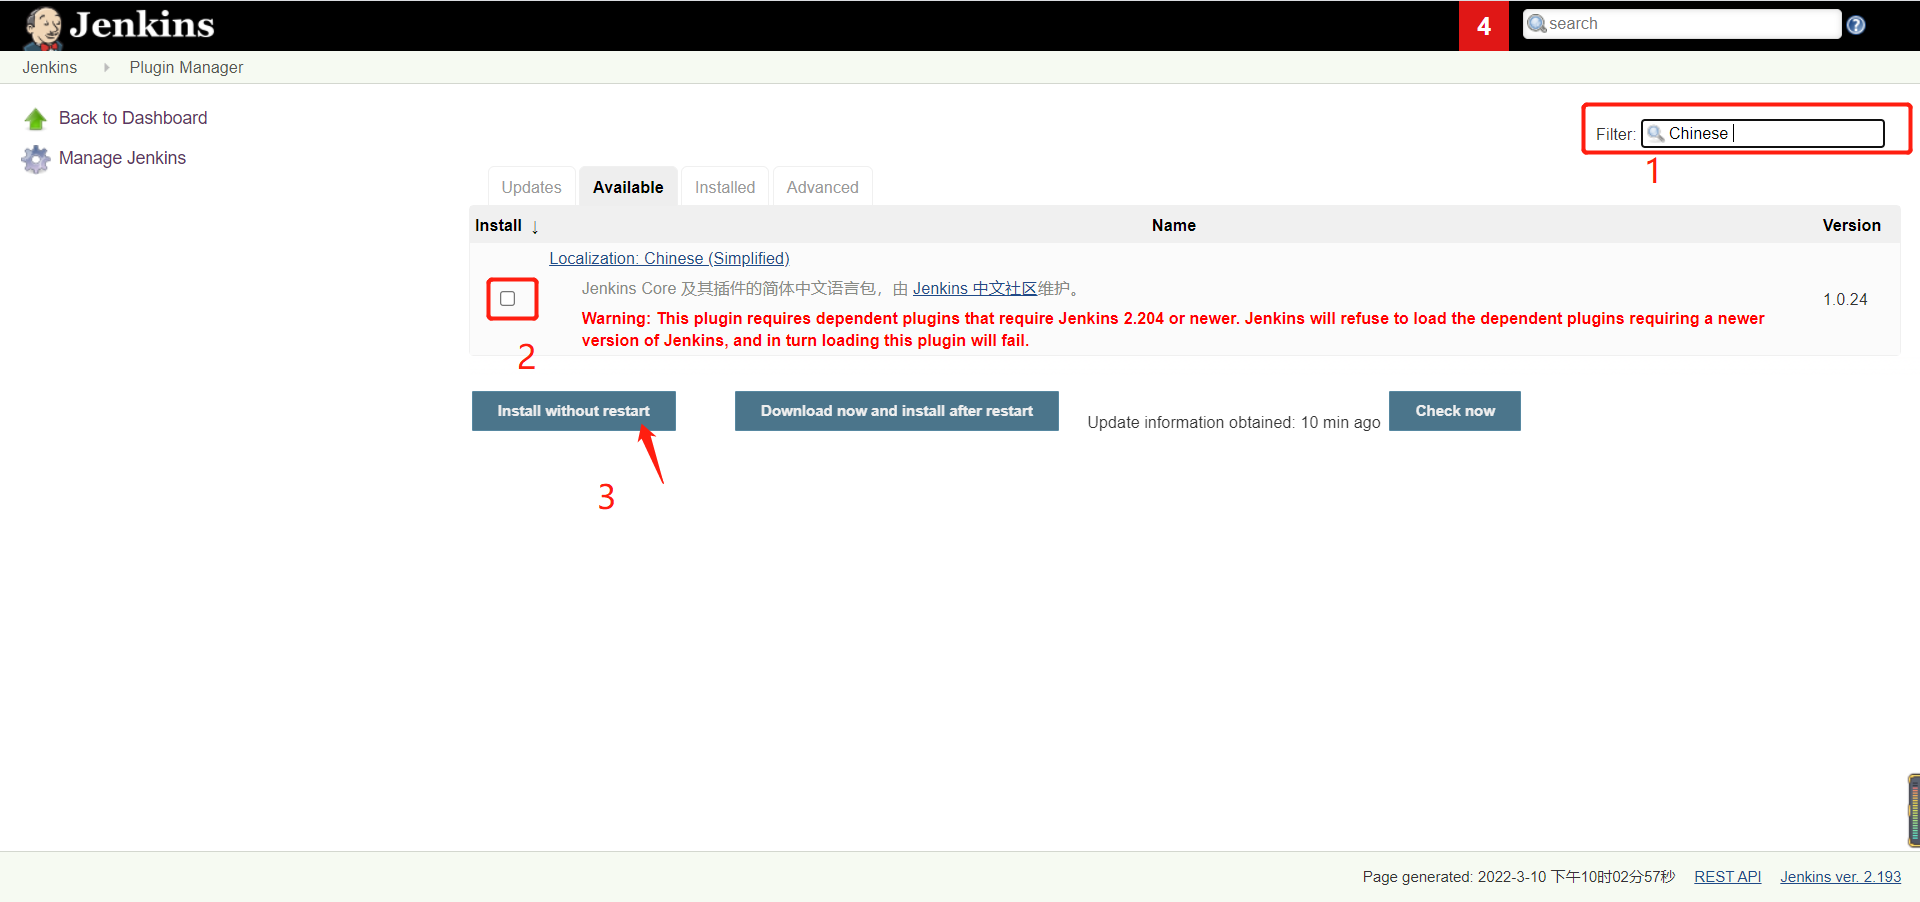 Jenkins
4
search
Jenkins
Plugin Manager
Back to Dashboard
Manage Jenkins
Filter: Chinese
1
Updates
Available
Installed
Advanced
Install ↓
Name
Version
Localization: Chinese (Simplified)
Jenkins Core 及其插件的简体中文语言包，由 Jenkins 中文社区维护。
1.0.24
Warning: This plugin requires dependent plugins that require Jenkins 2.204 or newer. Jenkins will refuse to load the dependent plugins requiring a newer
version of Jenkins, and in turn loading this plugin will fail.
2
Install without restart
Download now and install after restart
Update information obtained: 10 min ago
Check now
3
Page generated: 2022-3-10 下午10时02分57秒
REST API
Jenkins ver. 2.193